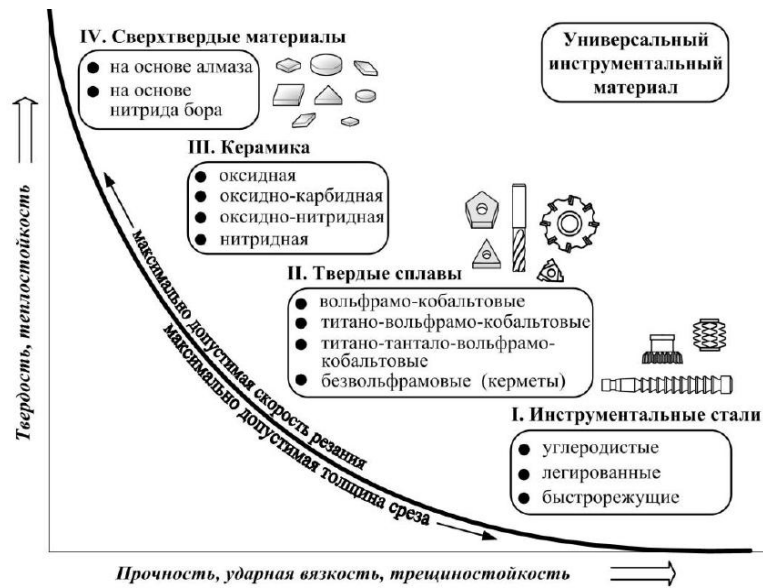 IV. Сверхтвердые материалы
на основе алмаза
на основе
нитрида бора
Универсальный
инструментальный
материал
III. Керамика
оксидная
оксидно-карбидная
оксидно-нитридная
нитридная
II. Твердые сплавы
вольфрамо-кобальтовые
титано-вольфрамо-кобальтовые
титано-тантало-вольфрамо-
кобальтовые
безвольфрамовые (керметы)
I. Инструментальные стали
углеродистые
легированные
быстрорежущие
максимально допустимая скорость резания
максимально допустимая толщина среза
Твердость, теплостойкость
Прочность, ударная вязкость, трещиностойкость